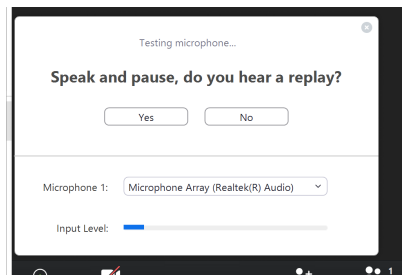 Testing microphone...
Speak and pause, do you hear a replay?
Yes No
Microphone 1: Microphone Array (Realtek(R) Audio)
Input Level:
1